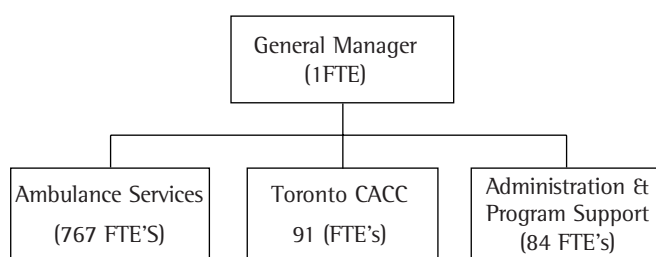 General Manager
(1FTE)
Ambulance Services
(767 FTE'S)
Toronto CACC
91 (FTE's)
Administration &
Program Support
(84 FTE's)